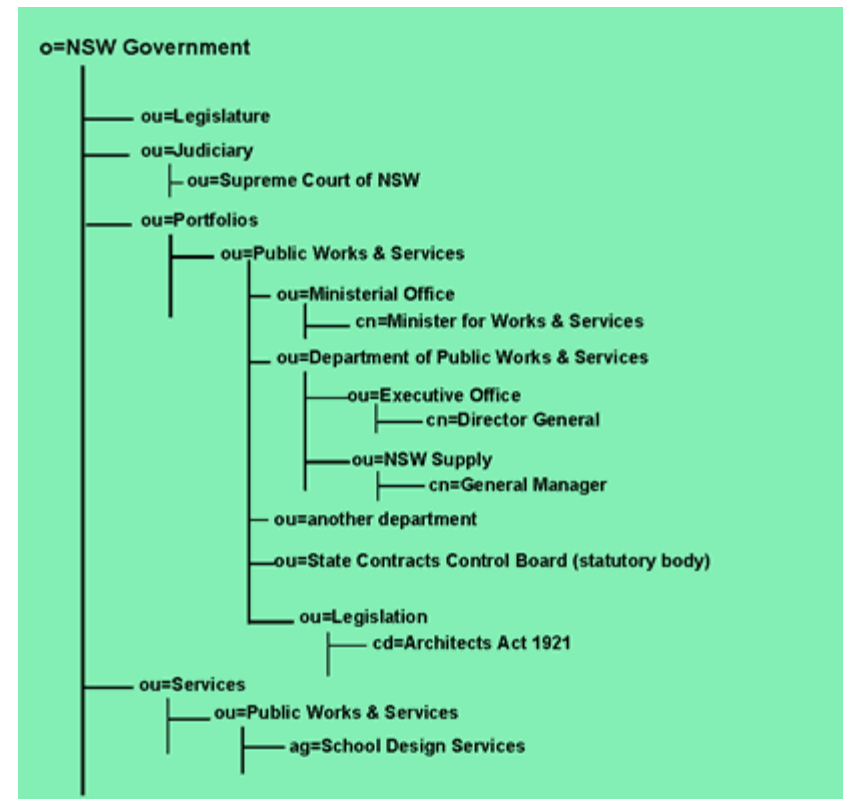 o=NSW Government
ou=Legislature
ou=Judiciary
ou=Supreme Court of NSW
ou=Portfolios
ou=Public Works & Services
ou=Ministerial Office
cn=Minister for Works & Services
ou=Department of Public Works & Services
ou=Executive Office
cn=Director General
ou=NSW Supply
cn=General Manager
ou=another department
ou=State Contracts Control Board (statutory body)
ou=Legislation
cd=Architects Act 1921
ou=Services
ou=Public Works & Services
ag=School Design Services